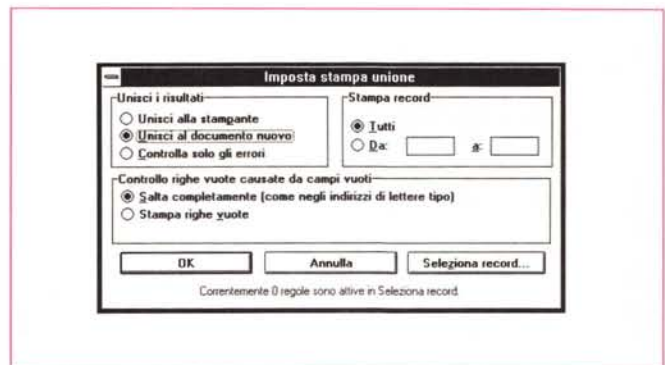 Imposta stampa unione
Unisci i risultati
Unisci alla stampante
Unisci al documento nuovo
Controlla solo gli errori
Stampa record
Tutti
Da: a:
Controllo righe vuote causate da campi vuoti
Salta completamente (come negli indirizzi di lettere tipo)
Stampa righe vuote
OK Annulla Seleziona record...
Correntemente 0 regole sono attive in Seleziona record.